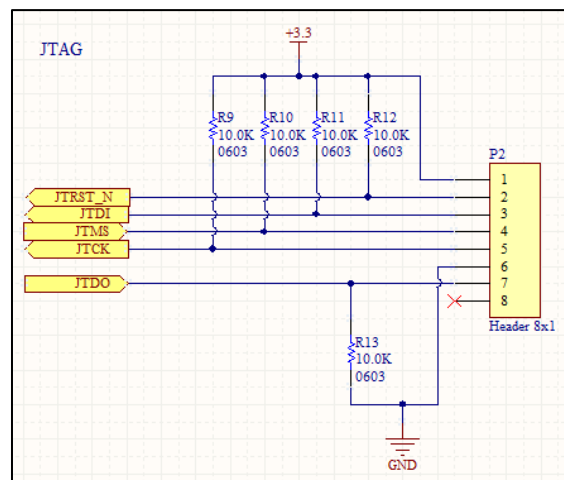 JTAG
+3.3
R9
10.0K
0603
R10
10.0K
0603
R11
10.0K
0603
R12
10.0K
0603
P2
1
2
3
4
5
6
7
8
Header 8x1
JTRST_N
JTDI
JTMS
JTCK
JTDO
R13
10.0K
0603
GND